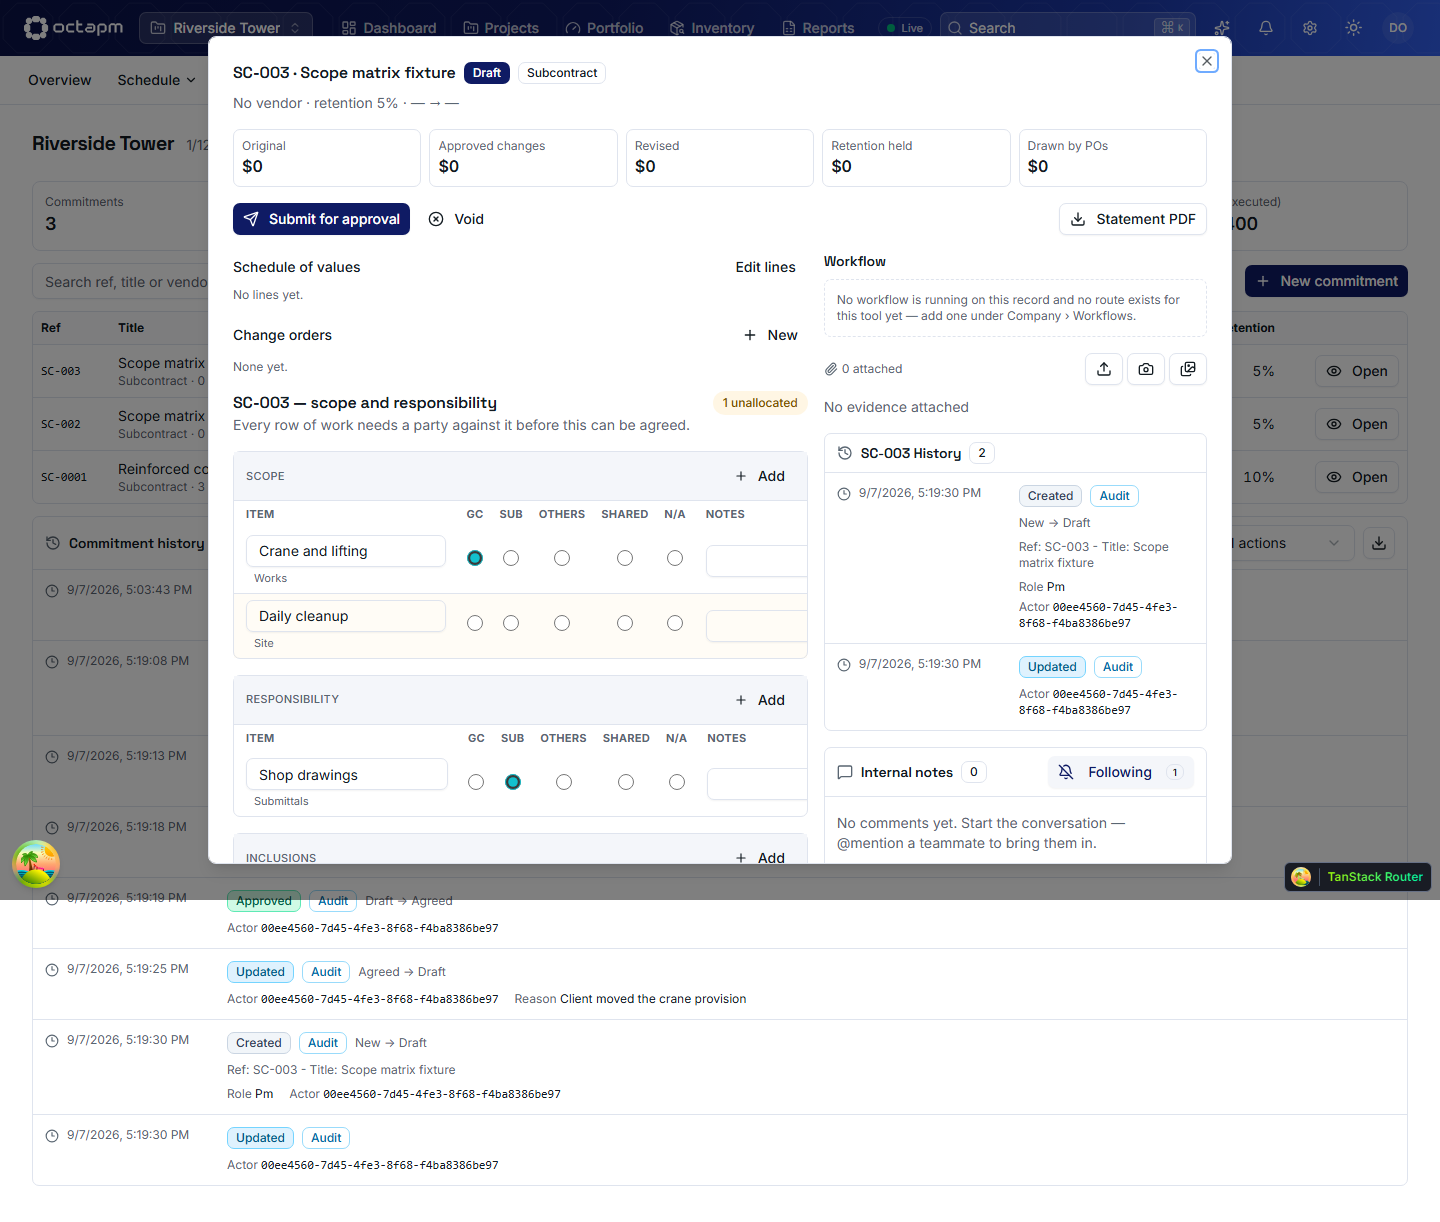 octapm
Riverside Tower
Dashboard
Projects
Portfolio
Inventory
Reports
Live
Search
⌘ K
DO
Overview
Schedule
Riverside Tower 1/12
Commitments
3
Search ref, title or vendo
New commitment
Ref Title
SC-003 Scope matrix
Subcontract · 0
5% Open
SC-002 Scope matrix
Subcontract · 0
5% Open
SC-0001 Reinforced co
Subcontract · 3
10% Open
Commitment history
actions
9/7/2026, 5:03:43 PM
9/7/2026, 5:19:08 PM
9/7/2026, 5:19:13 PM
9/7/2026, 5:19:18 PM
SC-003 · Scope matrix fixture Draft Subcontract
No vendor · retention 5% · — → —
Original
$0
Approved changes
$0
Revised
$0
Retention held
$0
Drawn by POs
$0
Submit for approval
Void
Statement PDF
Schedule of values
Edit lines
No lines yet.
Change orders
New
None yet.
SC-003 — scope and responsibility
1 unallocated
Every row of work needs a party against it before this can be agreed.
SCOPE
Add
ITEM GC SUB OTHERS SHARED N/A NOTES
Crane and lifting
Works
Daily cleanup
Site
RESPONSIBILITY
Add
ITEM GC SUB OTHERS SHARED N/A NOTES
Shop drawings
Submittals
INCLUSIONS
Add
Workflow
No workflow is running on this record and no route exists for
this tool yet — add one under Company › Workflows.
0 attached
No evidence attached
SC-003 History 2
9/7/2026, 5:19:30 PM Created Audit
New → Draft
Ref: SC-003 - Title: Scope
matrix fixture
Role Pm
Actor 00ee4560-7d45-4fe3-
8f68-f4ba8386be97
9/7/2026, 5:19:30 PM Updated Audit
Actor 00ee4560-7d45-4fe3-
8f68-f4ba8386be97
Internal notes 0
Following 1
No comments yet. Start the conversation —
@mention a teammate to bring them in.
TanStack Router
9/7/2026, 5:19:19 PM Approved Audit Draft → Agreed
Actor 00ee4560-7d45-4fe3-8f68-f4ba8386be97
9/7/2026, 5:19:25 PM Updated Audit Agreed → Draft
Actor 00ee4560-7d45-4fe3-8f68-f4ba8386be97 Reason Client moved the crane provision
9/7/2026, 5:19:30 PM Created Audit New → Draft
Ref: SC-003 - Title: Scope matrix fixture
Role Pm Actor 00ee4560-7d45-4fe3-8f68-f4ba8386be97
9/7/2026, 5:19:30 PM Updated Audit
Actor 00ee4560-7d45-4fe3-8f68-f4ba8386be97